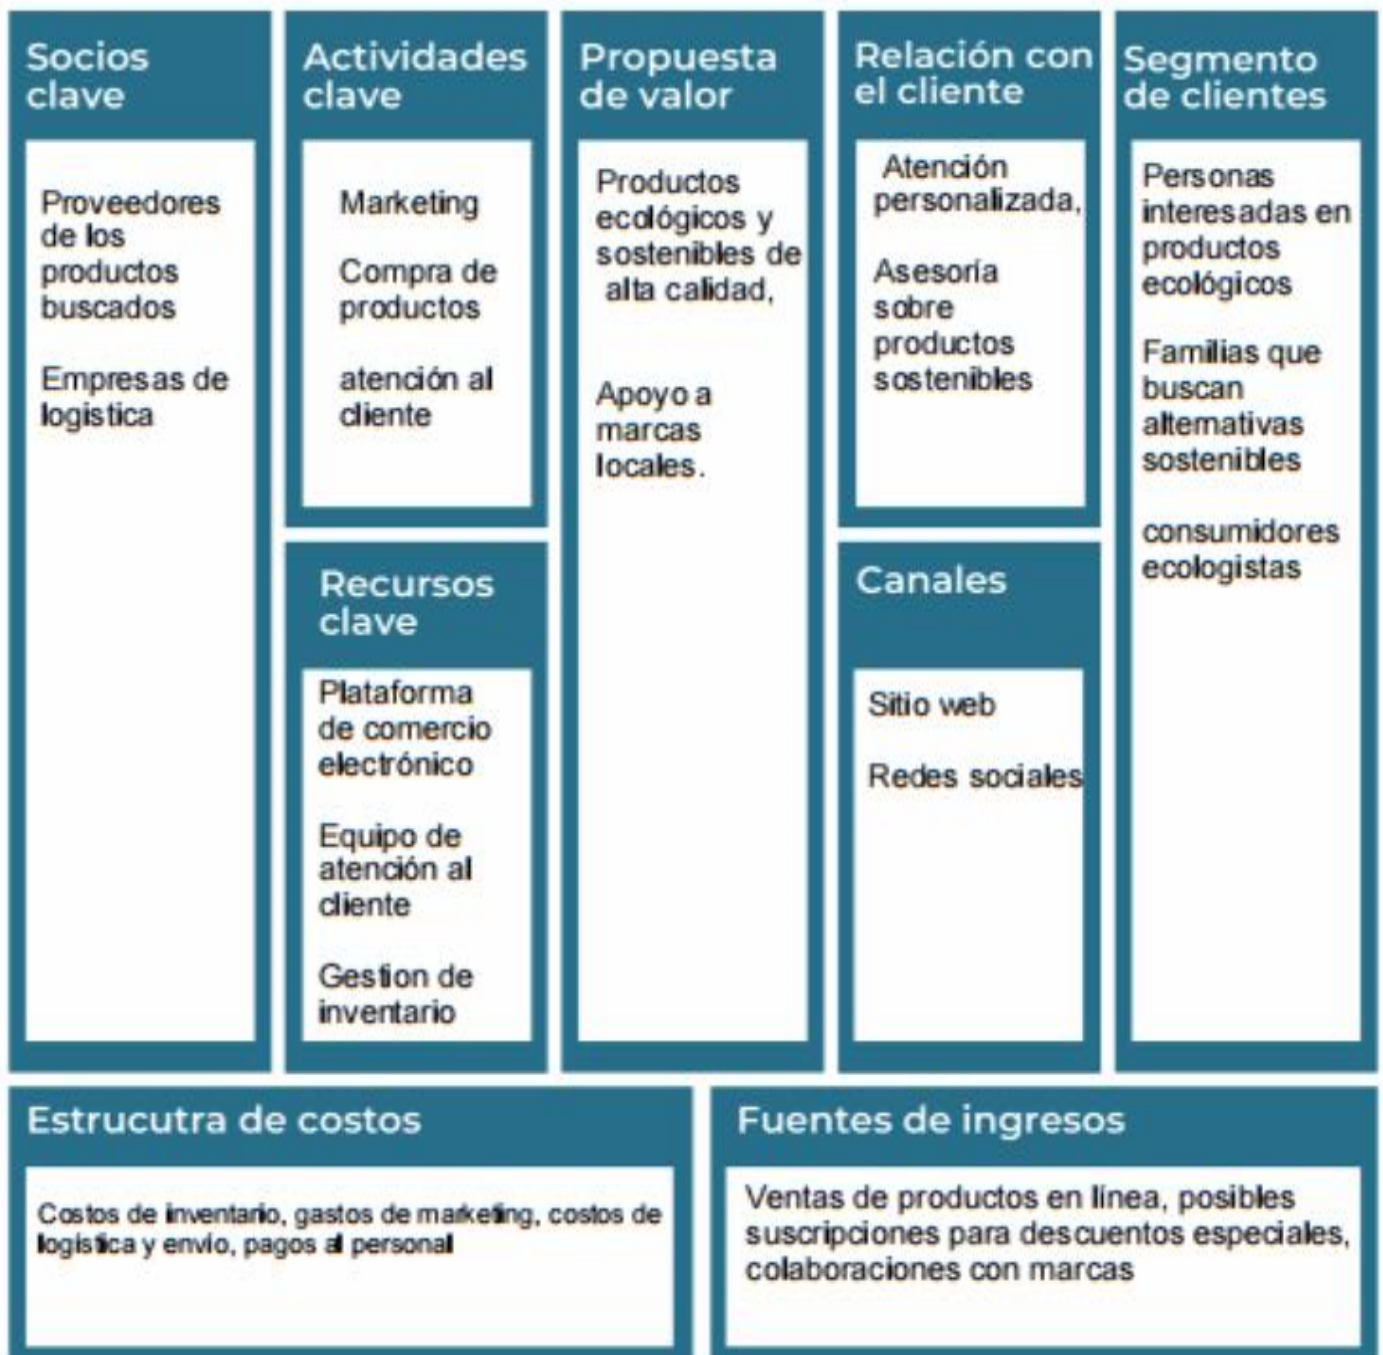 Socios
clave
Proveedores
de los
productos
buscados
Empresas de
logistica
Actividades
clave
Marketing
Compra de
productos
atención al
cliente
Recursos
clave
Plataforma
de comercio
electrónico
Equipo de
atención al
cliente
Gestion de
inventario
Propuesta
de valor
Productos
ecológicos y
sostenibles de
alta calidad,
Apoyo a
marcas
locales.
Relación con
el cliente
Atención
personalizada,
Asesoría
sobre
productos
sostenibles
Canales
Sitio web
Redes sociales
Segmento
de clientes
Personas
interesadas en
productos
ecológicos
Familias que
buscan
alternativas
sostenibles
consumidores
ecologistas
Estrucutra de costos
Costos de inventario, gastos de marketing, costos de
logística y envio, pagos al personal
Fuentes de ingresos
Ventas de productos en línea, posibles
suscripciones para descuentos especiales,
colaboraciones con marcas